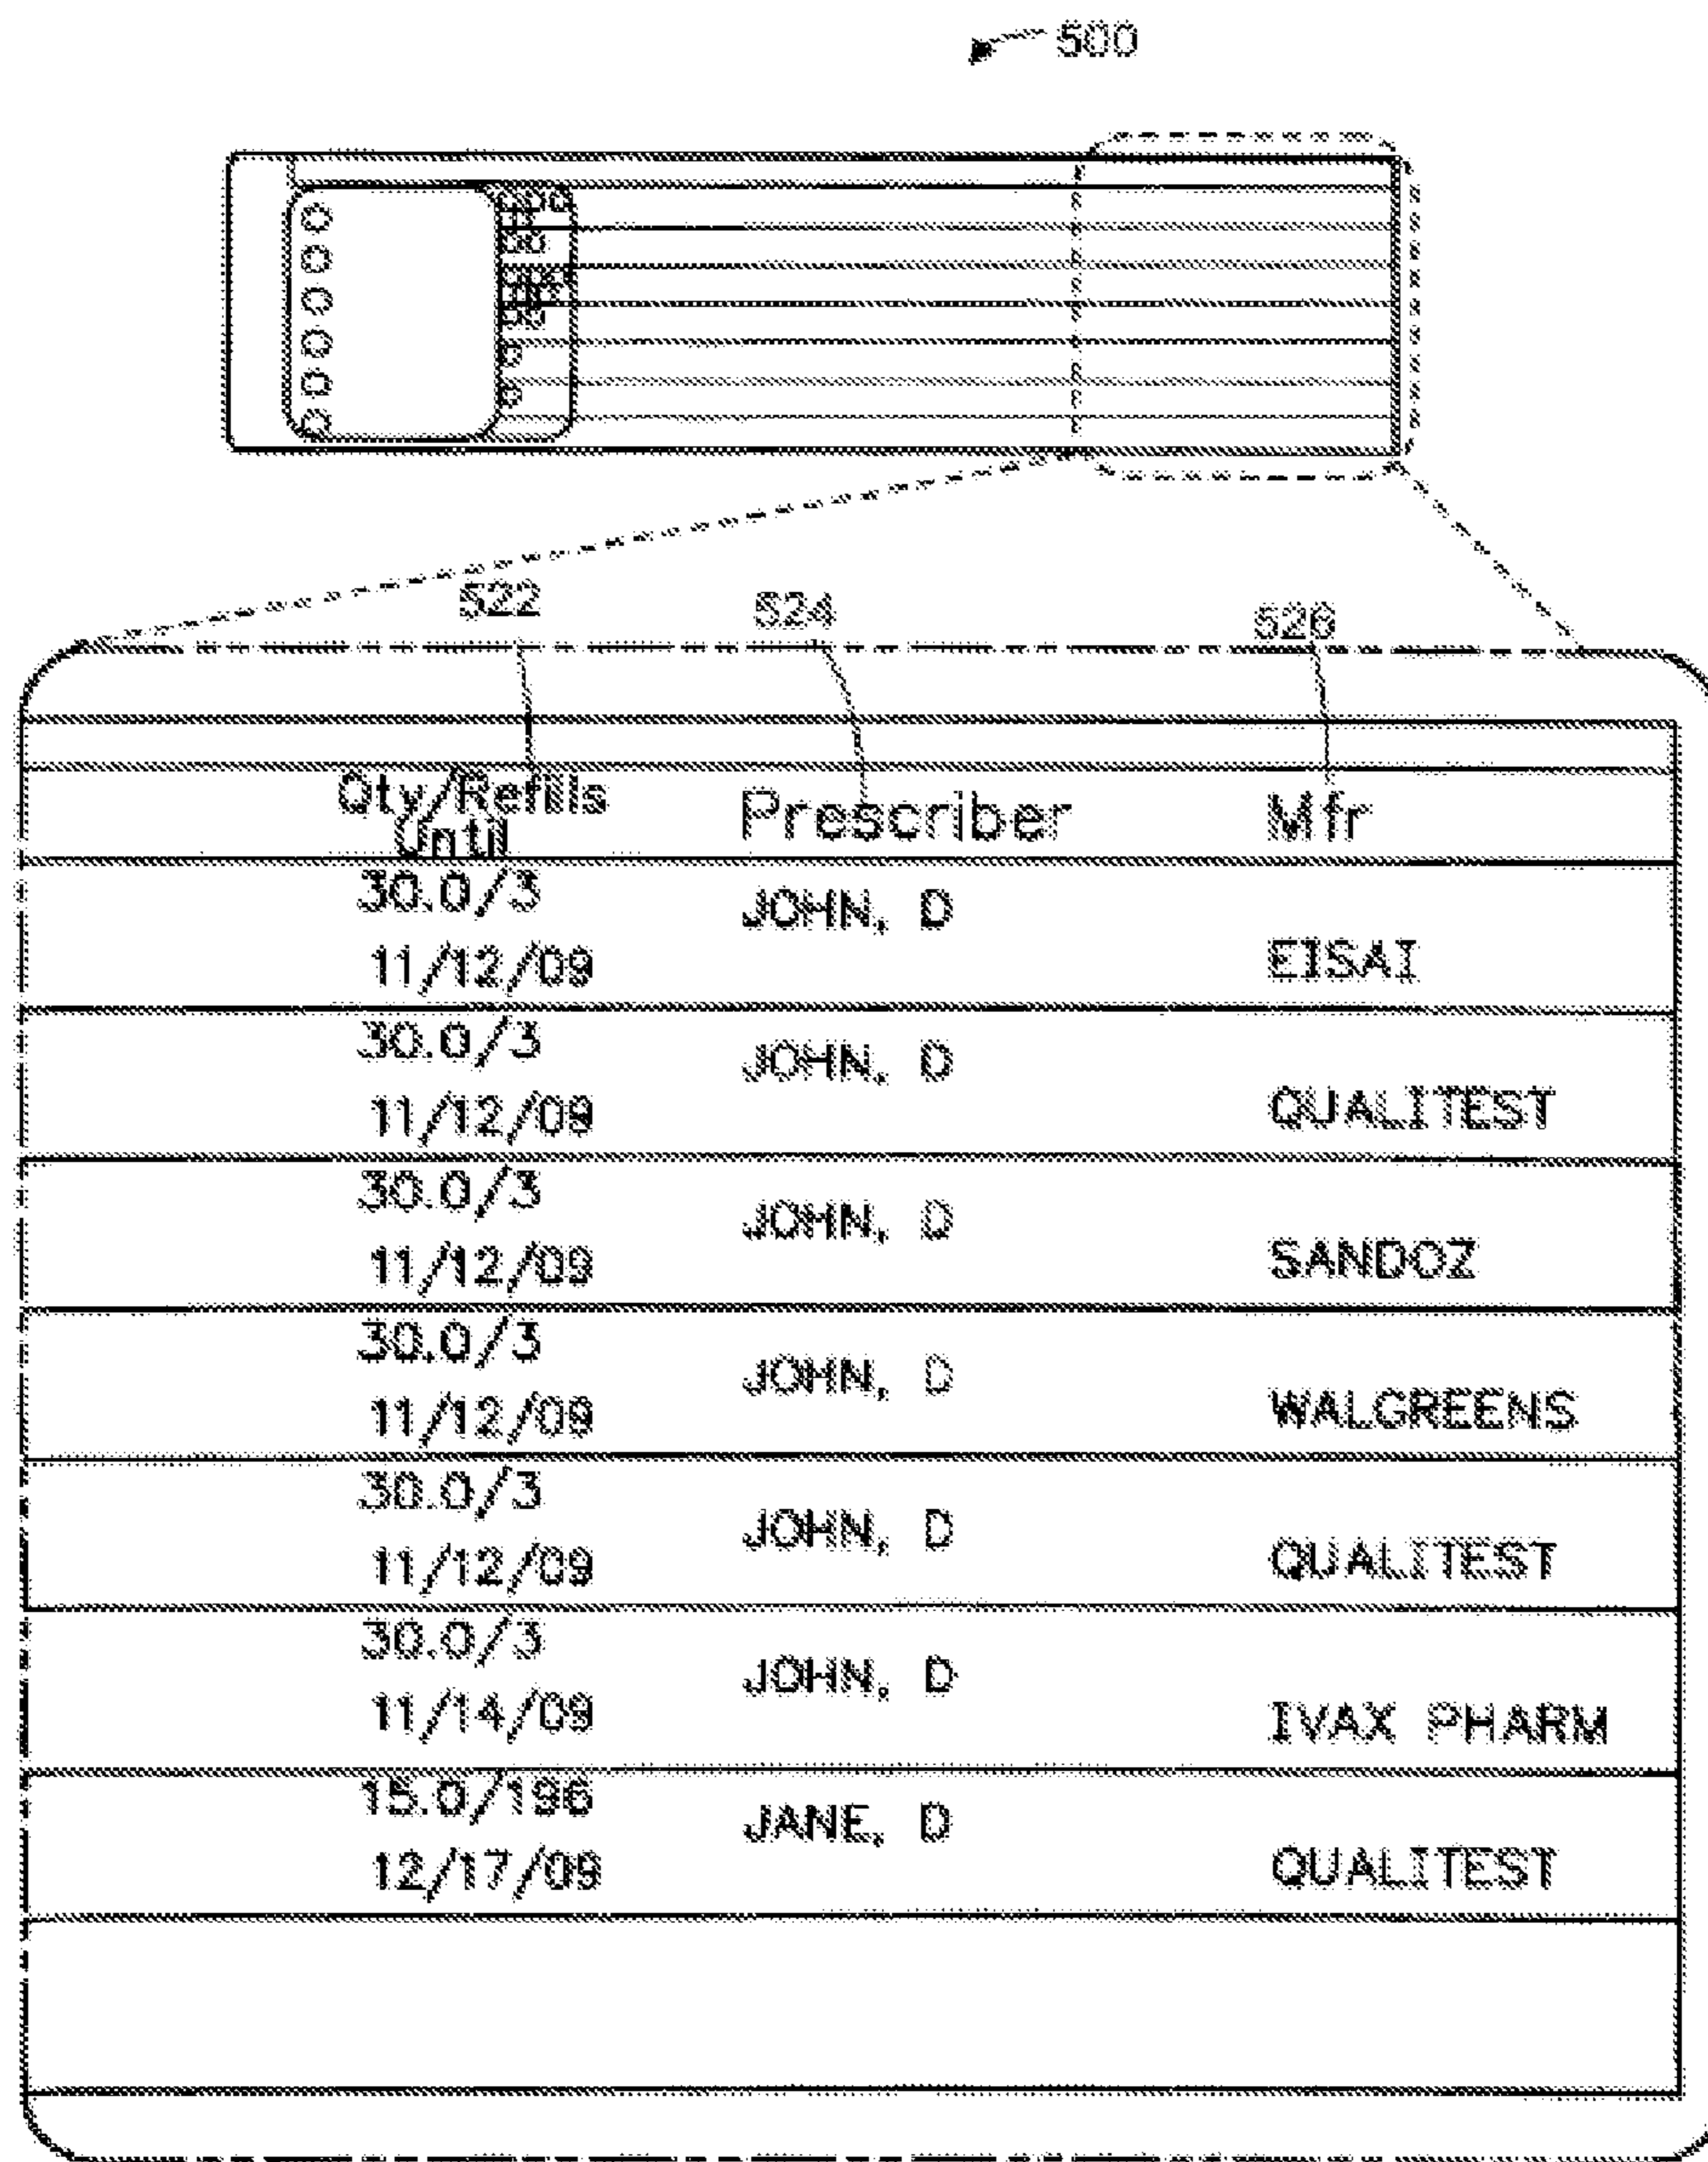 500
522 524 526
Qty/Refills Prescriber Mfr
Until
30.0/3 JOHN, D
11/12/09 EISAI
30.0/3 JOHN, D
11/12/09 QUALITEST
30.0/3 JOHN, D
11/12/09 SANDOZ
30.0/3 JOHN, D
11/12/09 WALGREENS
30.0/3 JOHN, D
11/12/09 QUALITEST
30.0/3 JOHN, D
11/14/09 IVAX PHARM
15.0/196 JANE, D
12/17/09 QUALITEST